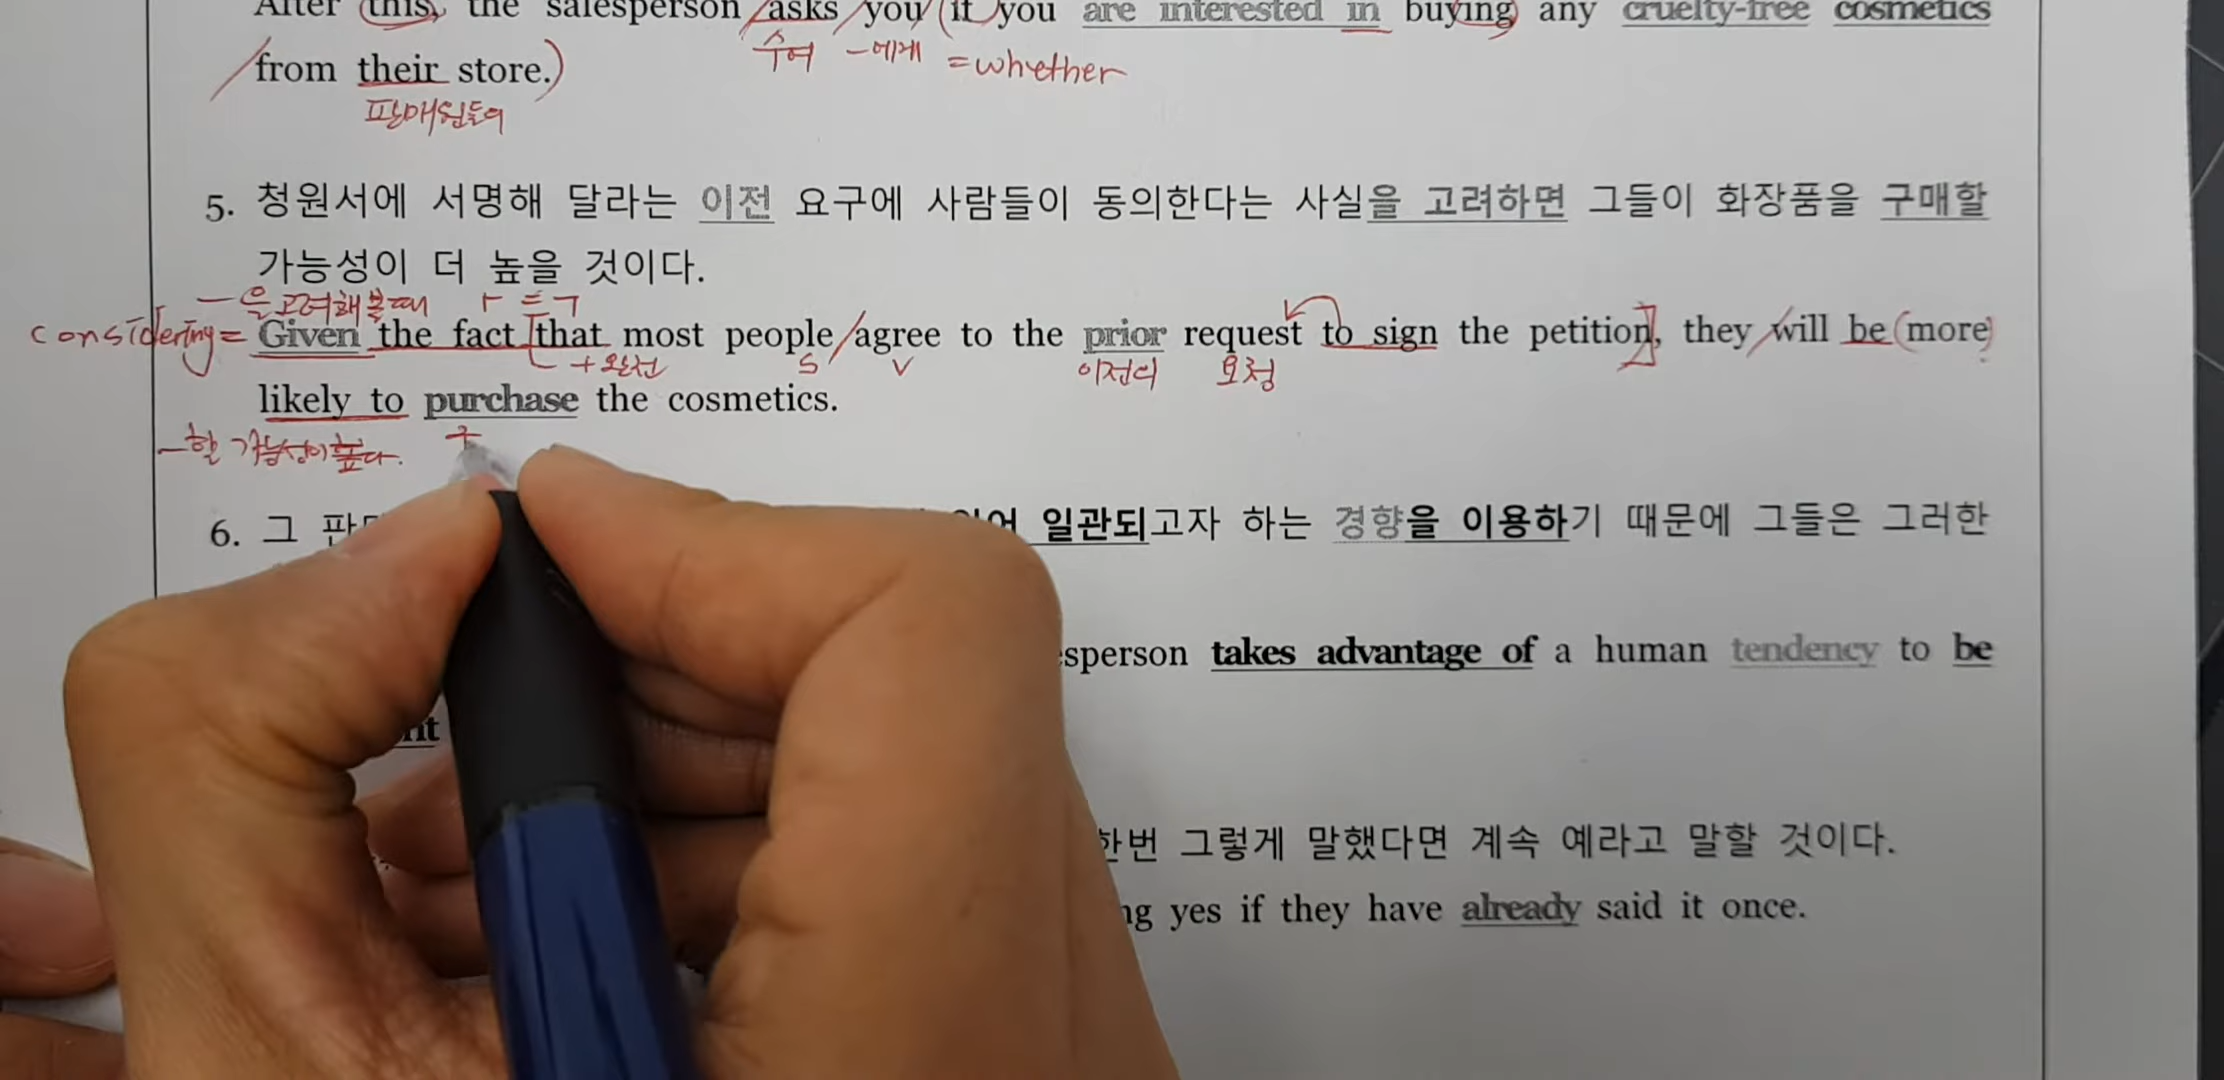 After this, the salesperson asks you if you are interested in buying any cruelty-free cosmetics
수여 -에게 =whether
from their store.
판매원들의
5. 청원서에 서명해 달라는 이전 요구에 사람들이 동의한다는 사실을 고려하면 그들이 화장품을 구매할
가능성이 더 높을 것이다.
-을 고려해볼때 ㅏ=ㄱ
considering= Given the fact that most people agree to the prior request to sign the petition, they will be more
+완전 S V 이전의 요청
likely to purchase the cosmetics.
-할 가능성이 높다.
6. 그 일관되고자 하는 경향을 이용하기 때문에 그들은 그러한
takes advantage of a human tendency to be
한번 그렇게 말했다면 계속 예라고 말할 것이다.
yes if they have already said it once.